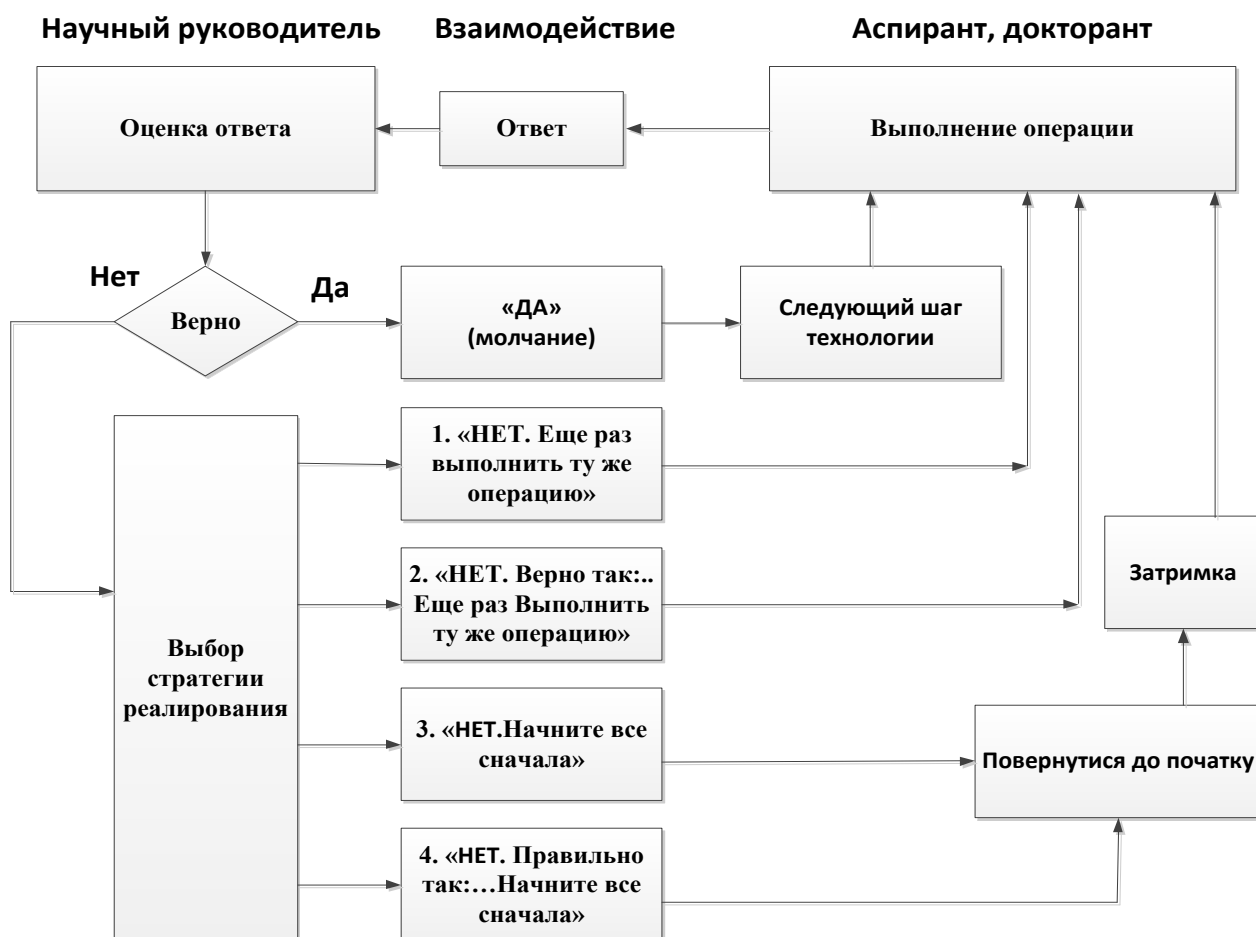 Научный руководитель
Взаимодействие
Аспирант, докторант
Оценка ответа
Ответ
Выполнение операции
Нет
Да
Верно
«ДА»
(молчание)
Следующий шаг
технологии
1. «НЕТ. Еще раз
выполнить ту же
операцию»
2. «НЕТ. Верно так:..
Еще раз Выполнить
ту же операцию»
Затримка
Выбор
стратегии
реалирования
3. «НЕТ.Начните все
сначала»
Повернутися до початку
4. «НЕТ. Правильно
так:…Начните все
сначала»